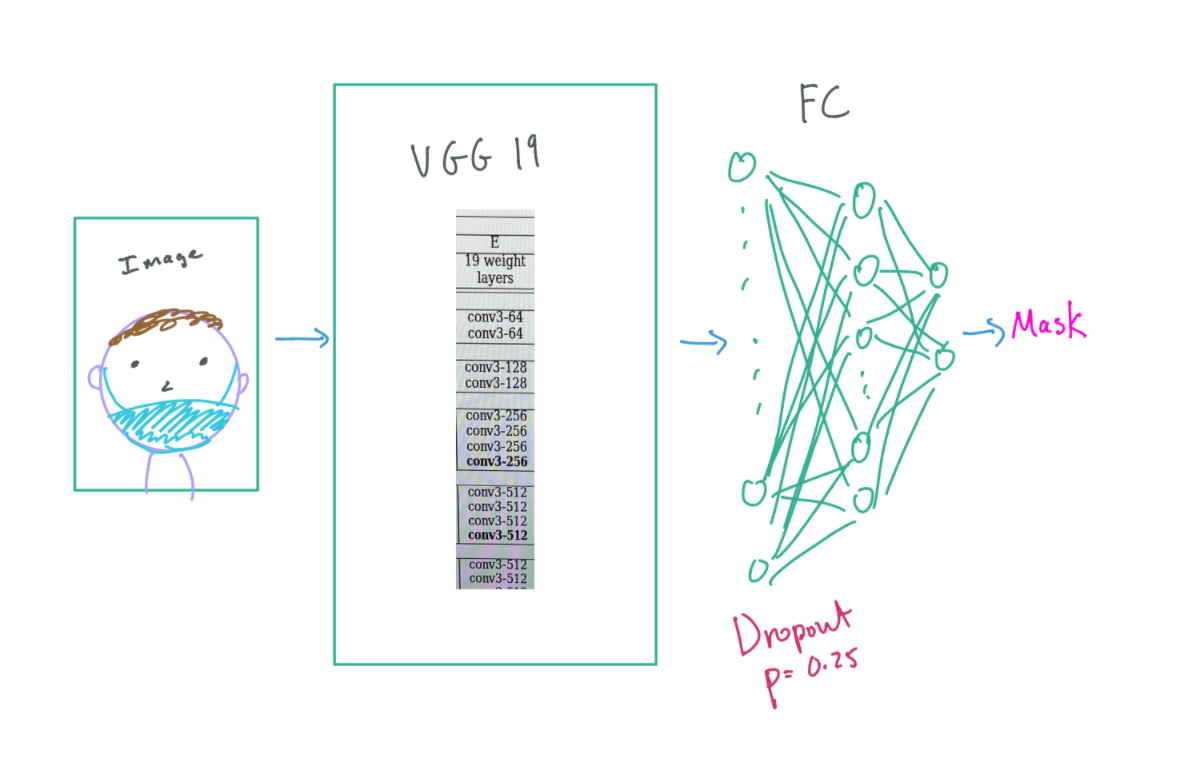 Image
VGG 19
E
19 weight
layers
conv3-64
conv3-64
conv3-128
conv3-128
conv3-256
conv3-256
conv3-256
conv3-256
conv3-512
conv3-512
conv3-512
conv3-512
conv3-512
conv3-512
FC
Dropout
P= 0.25
Mask